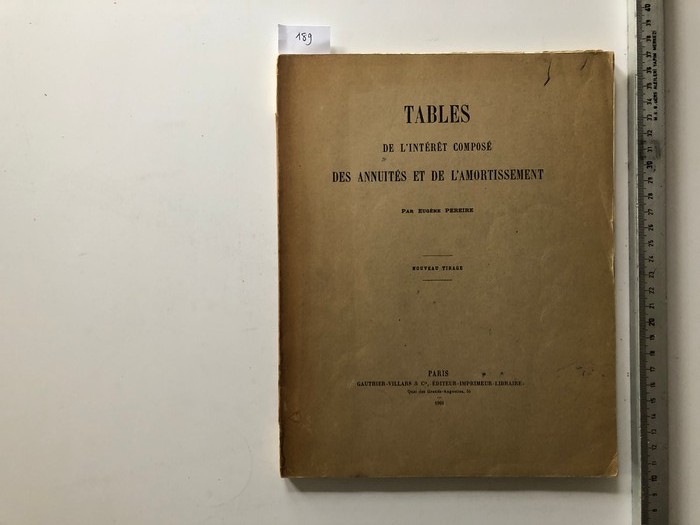 189
TABLES
DE L'INTÉRÊT COMPOSÉ
DES ANNUITÉS ET DE L'AMORTISSEMENT
PAR EUGÈNE PEREIRE
NOUVEAU TIRAGE
PARIS
GAUTHIER-VILLARS & Cie, ÉDITEUR-IMPRIMEUR-LIBRAIRE
Quai des Grands-Augustins, 55